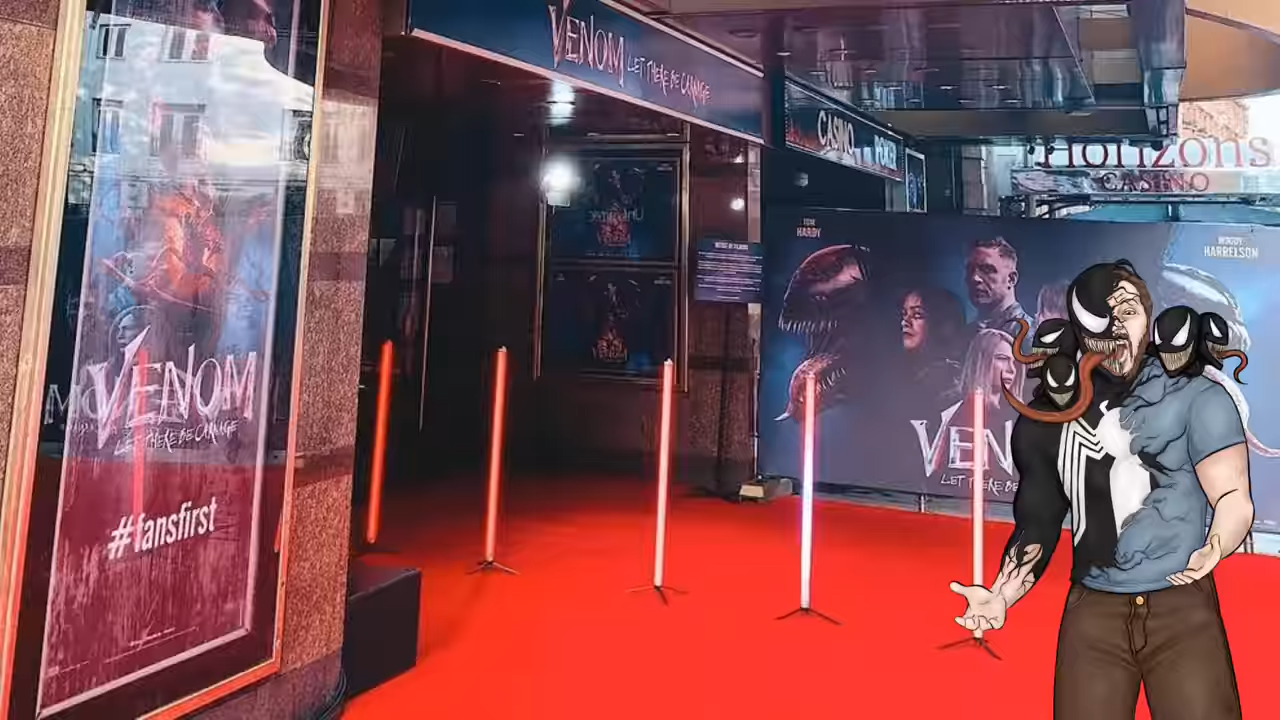 VENOM
LET THERE BE CARNAGE
#fansfirst
VENOM LET THERE BE CARNAGE
VENOM
CASINO POKER
Horizons
CASINO
TOM
HARDY
WOODY
HARRELSON
VEN
LET THERE BE